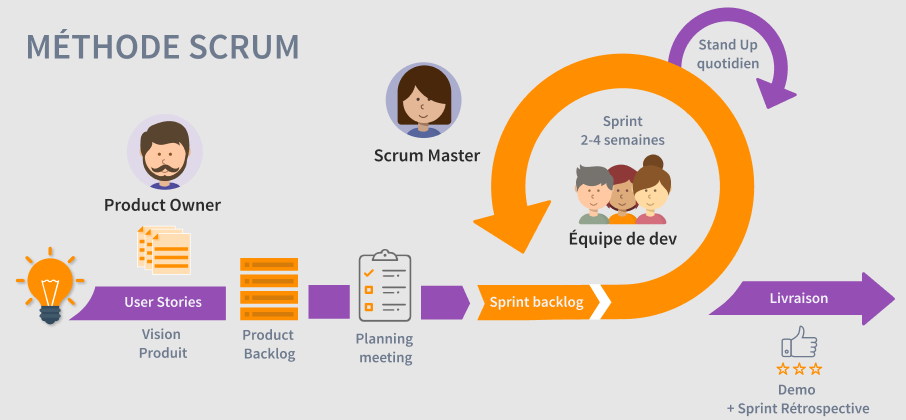 MÉTHODE SCRUM
Stand Up
quotidien
Scrum Master
Sprint
2-4 semaines
Product Owner
Équipe de dev
User Stories
Sprint backlog
Livraison
Vision
Produit
Product
Backlog
Planning
meeting
Demo
+ Sprint Rétrospective